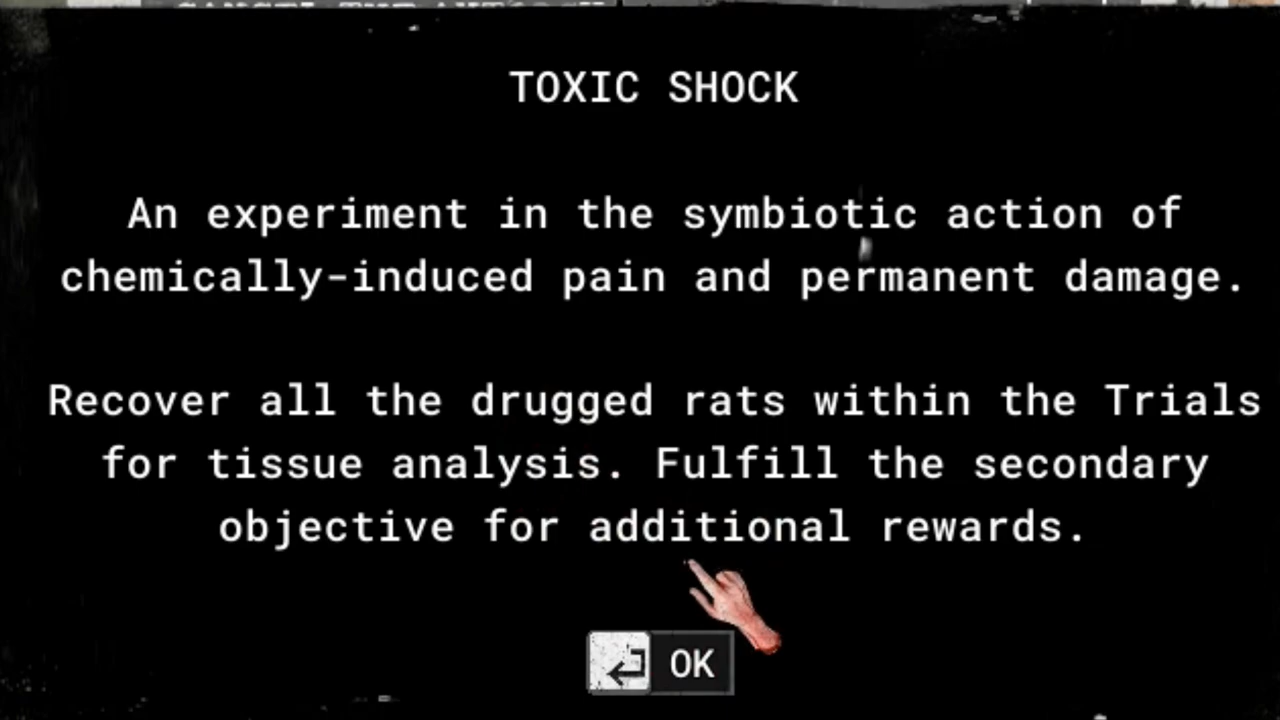 TOXIC SHOCK
An experiment in the symbiotic action of
chemically-induced pain and permanent damage.
Recover all the drugged rats within the Trials
for tissue analysis. Fulfill the secondary
objective for additional rewards.
OK